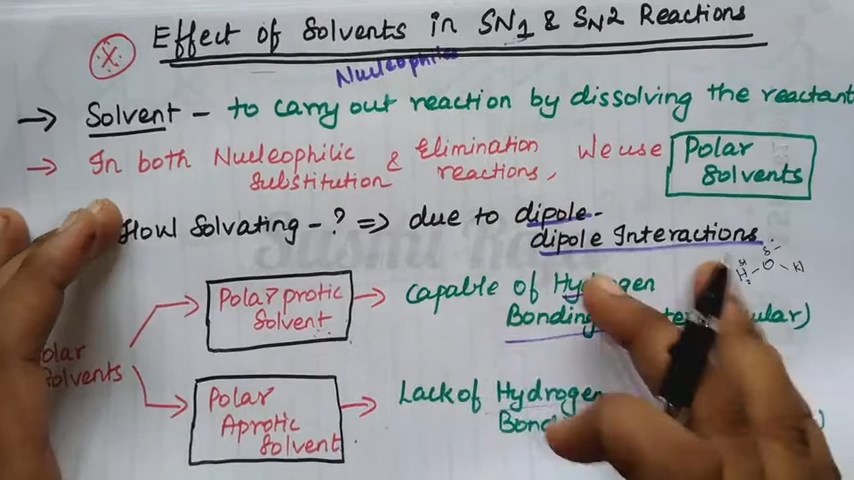 Effect of Solvents in SN1 & SN2 Reactions
Nucleophilic
→ Solvent - to carry out reaction by dissolving the reactant
→ In both Nucleophilic & Elimination We use Polar
Substitution reactions, Solvents
How Solvating - ? ⇒ due to dipole-
dipole Interactions
Polar protic → Capable of Hydrogen
Solvent Bonding
Solvents
Polar → Lack of Hydrogen
Aprotic
Solvent